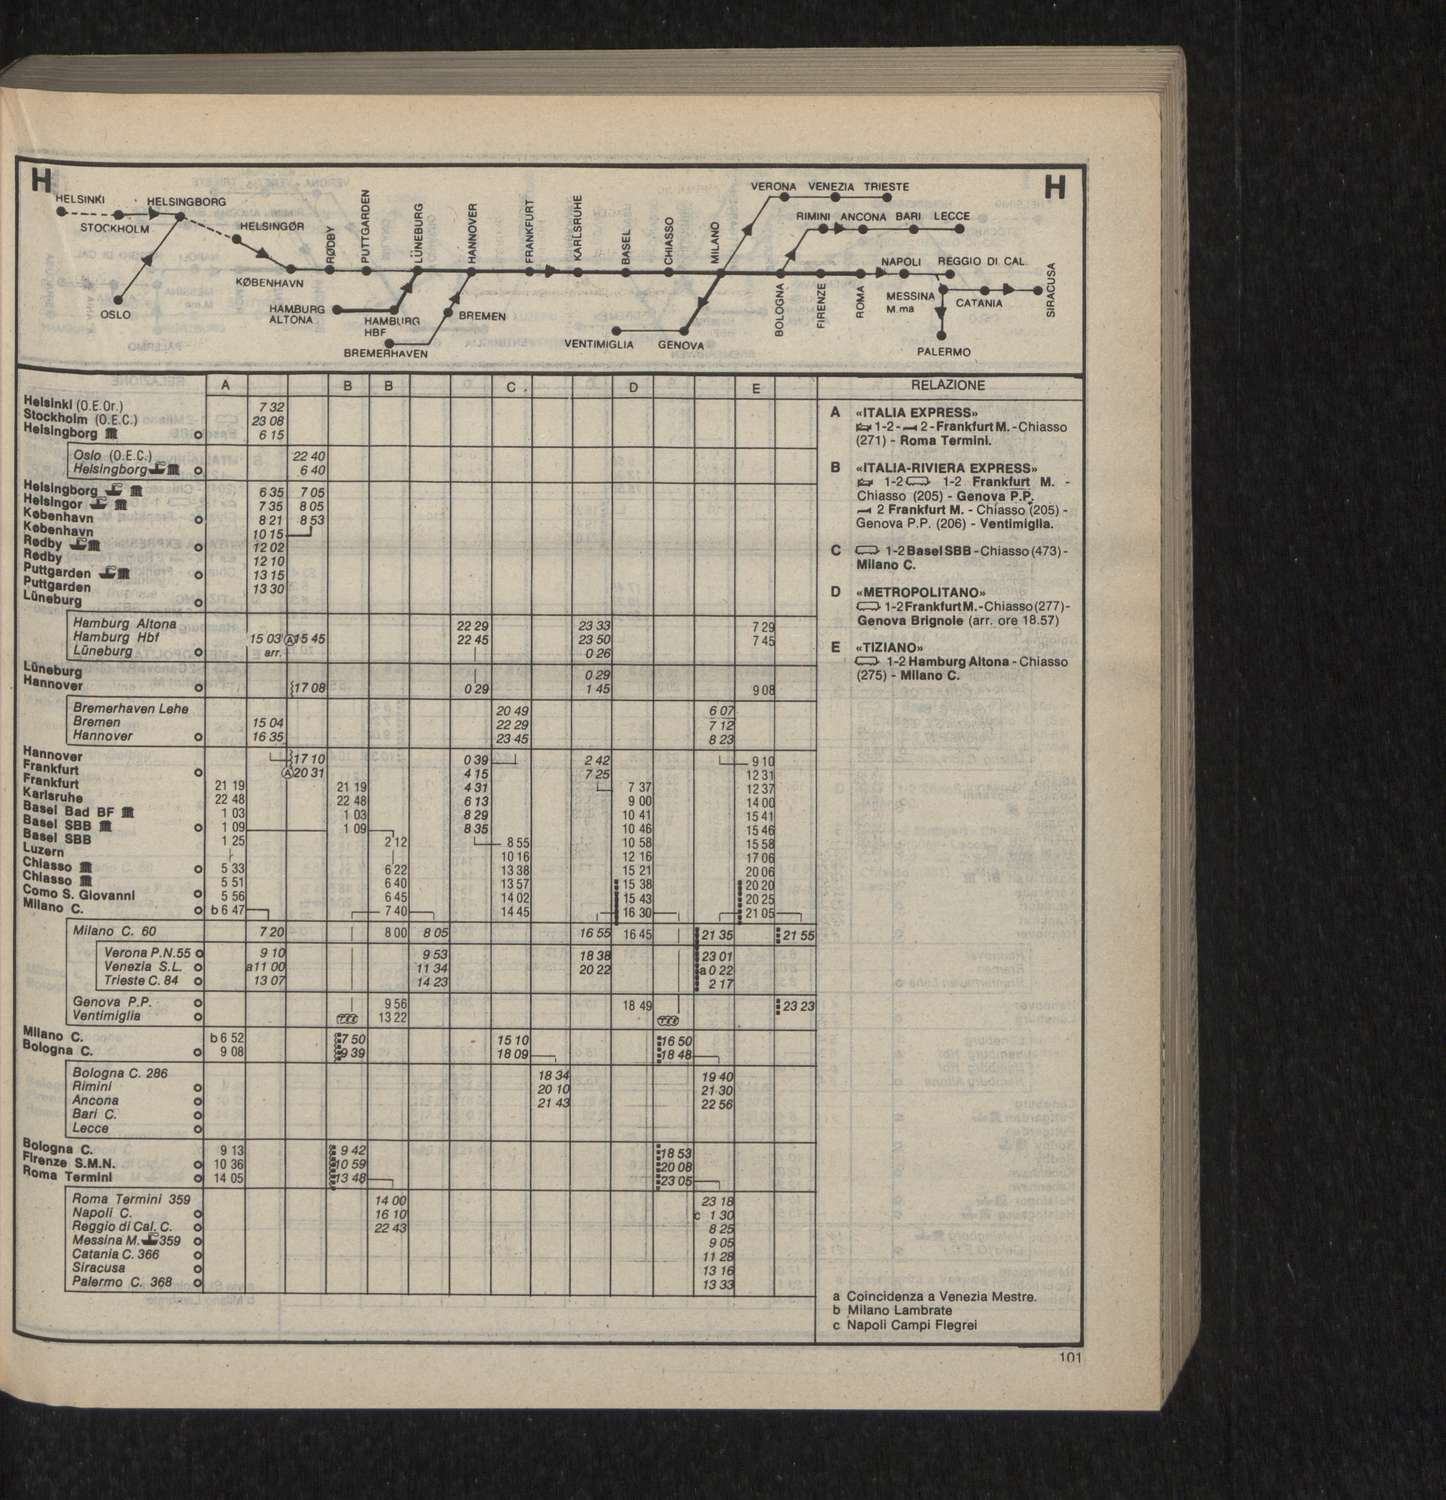 H
HELSINKI
HELSINGBORG
STOCKHOLM
HELSINGØR
OSLO
KØBENHAVN
RØDBY
PUTTGARDEN
HAMBURG ALTONA
HAMBURG HBF
LÜNEBURG
BREMEN
BREMERHAVEN
HANNOVER
FRANKFURT
KARLSRUHE
BASEL
CHIASSO
MILANO
VENTIMIGLIA
GENOVA
VERONA VENEZIA TRIESTE
RIMINI ANCONA BARI LECCE
BOLOGNA
FIRENZE
ROMA
NAPOLI
REGGIO DI CAL.
MESSINA M.ma
CATANIA
SIRACUSA
PALERMO
H
A B B C . D E RELAZIONE
Helsinki (O.E.Or.) 7 32
Stockholm (O.E.C.) 23 08
Helsingborg 6 15
Oslo (O.E.C.) 22 40
Helsingborg 6 40
Helsingborg 6 35 7 05
Helsingor 7 35 8 05
København 8 21 8 53
København 10 15
Rødby 12 02
Rødby 12 10
Puttgarden 13 15
Puttgarden 13 30
Lüneburg
Hamburg Altona 22 29 23 33 7 29
Hamburg Hbf 15 03 A 15 45 22 45 23 50 7 45
Lüneburg arr. 0 26
Lüneburg 0 29
Hannover 17 08 0 29 1 45 9 08
Bremerhaven Lehe 20 49 6 07
Bremen 15 04 22 29 7 12
Hannover 16 35 23 45 8 23
Hannover 17 10 0 39 2 42 9 10
Frankfurt A 20 31 4 15 7 25 12 31
Frankfurt 21 19 21 19 4 31 7 37 12 37
Karlsruhe 22 48 22 48 6 13 9 00 14 00
Basel Bad BF 1 03 1 03 8 29 10 41 15 41
Basel SBB 1 09 1 09 8 35 10 46 15 46
Basel SBB 1 25 2 12 8 55 10 58 15 58
Luzern 10 16 12 16 17 06
Chiasso 5 33 6 22 13 38 15 21 20 06
Chiasso 5 51 6 40 13 57 15 38 20 20
Como S. Giovanni 5 56 6 45 14 02 15 43 20 25
Milano C. b 6 47 7 40 14 45 16 30 21 05
Milano C. 60 7 20 8 00 8 05 16 55 16 45 21 35 21 55
Verona P.N. 55 9 10 9 53 18 38 23 01
Venezia S.L. a11 00 11 34 20 22 a 0 22
Trieste C. 84 13 07 14 23 2 17
Genova P.P. 9 56 18 49 23 23
Ventimiglia 13 22
Milano C. b 6 52 7 50 15 10 16 50
Bologna C. 9 08 9 39 18 09 18 48
Bologna C. 286 18 34 19 40
Rimini 20 10 21 30
Ancona 21 43 22 56
Bari C.
Lecce
Bologna C. 9 13 9 42 18 53
Firenze S.M.N. 10 36 10 59 20 08
Roma Termini 14 05 13 48 23 05
Roma Termini 359 14 00 23 18
Napoli C. 16 10 c 1 30
Reggio di Cal. C. 22 43 8 25
Messina M. 359 9 05
Catania C. 366 11 28
Siracusa 13 16
Palermo C. 368 13 33
A «ITALIA EXPRESS»
1-2 - 2 - Frankfurt M. - Chiasso
(271) - Roma Termini.
B «ITALIA-RIVIERA EXPRESS»
1-2 1-2 Frankfurt M. -
Chiasso (205) - Genova P.P.
2 Frankfurt M. - Chiasso (205) -
Genova P.P. (206) - Ventimiglia.
C 1-2 Basel SBB - Chiasso (473) -
Milano C.
D «METROPOLITANO»
1-2 Frankfurt M. - Chiasso (277) -
Genova Brignole (arr. ore 18.57)
E «TIZIANO»
1-2 Hamburg Altona - Chiasso
(275) - Milano C.
a Coincidenza a Venezia Mestre.
b Milano Lambrate
c Napoli Campi Flegrei
101